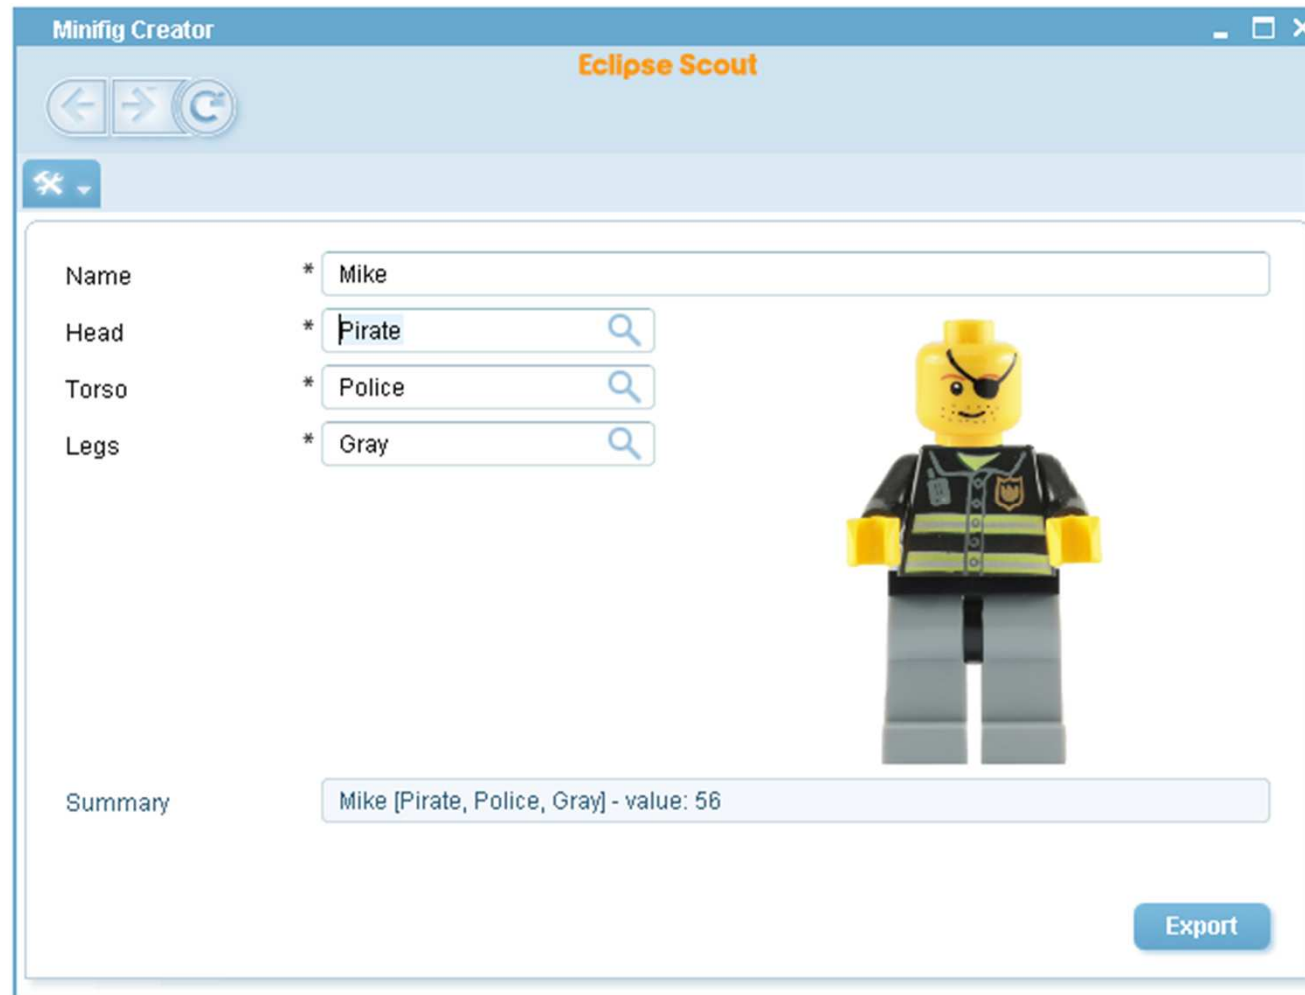 Minifig Creator
Eclipse Scout
Name * Mike
Head * Pirate
Torso * Police
Legs * Gray
Summary Mike [Pirate, Police, Gray] - value: 56
Export